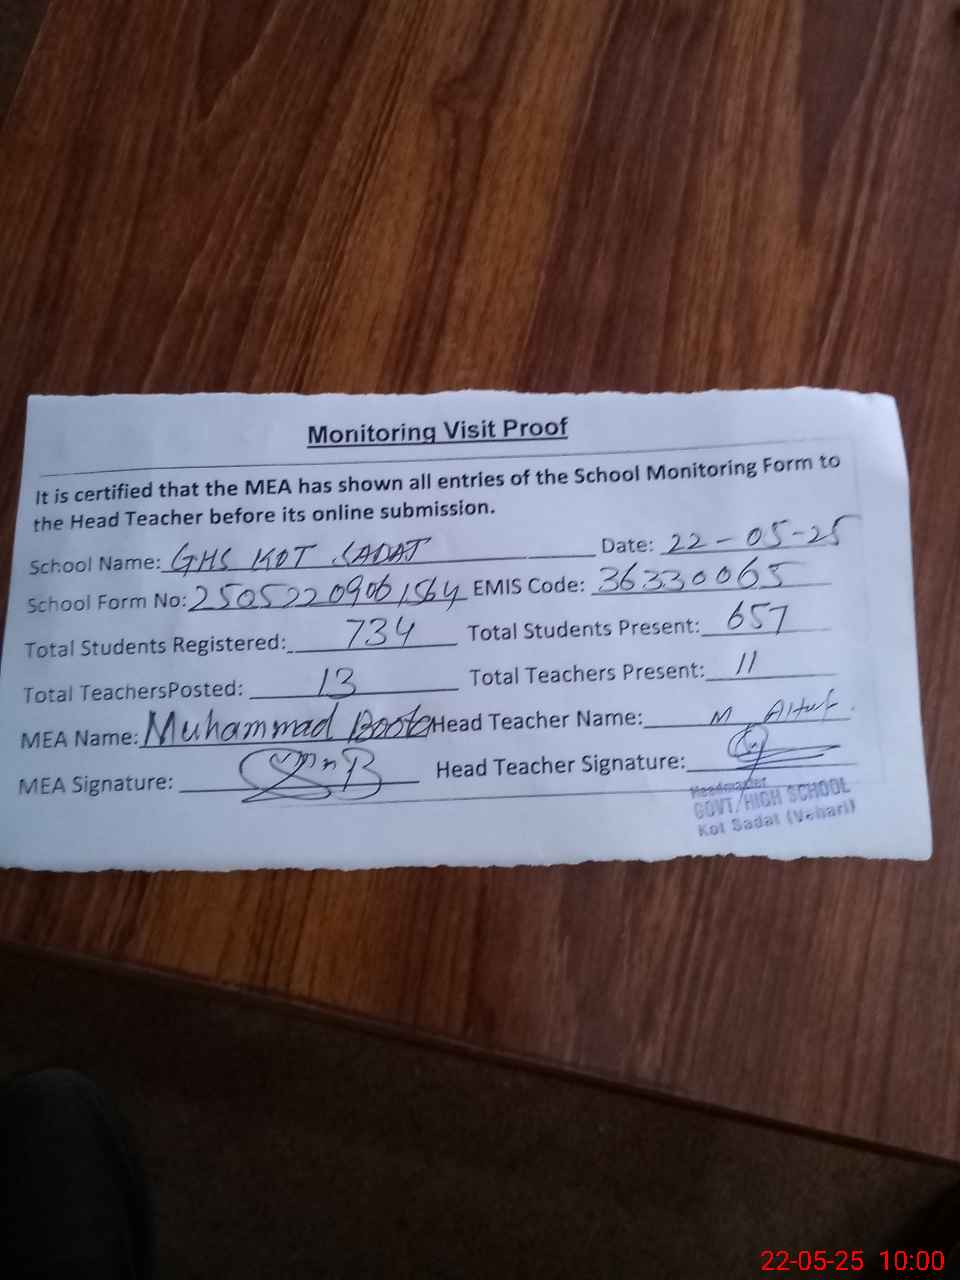 Monitoring Visit Proof
It is certified that the MEA has shown all entries of the School Monitoring Form to
the Head Teacher before its online submission.
School Name: GHS KOT SADAT Date: 22-05-25
School Form No: 25052209061564 EMIS Code: 36330065
Total Students Registered: 734 Total Students Present: 657
Total TeachersPosted: 13 Total Teachers Present: 11
MEA Name: Muhammad Boota Head Teacher Name: M Altaf
MEA Signature: Head Teacher Signature:
Headmaster
GOVT/HIGH SCHOOL
Kot Sadat (Vehari)
22-05-25 10:00